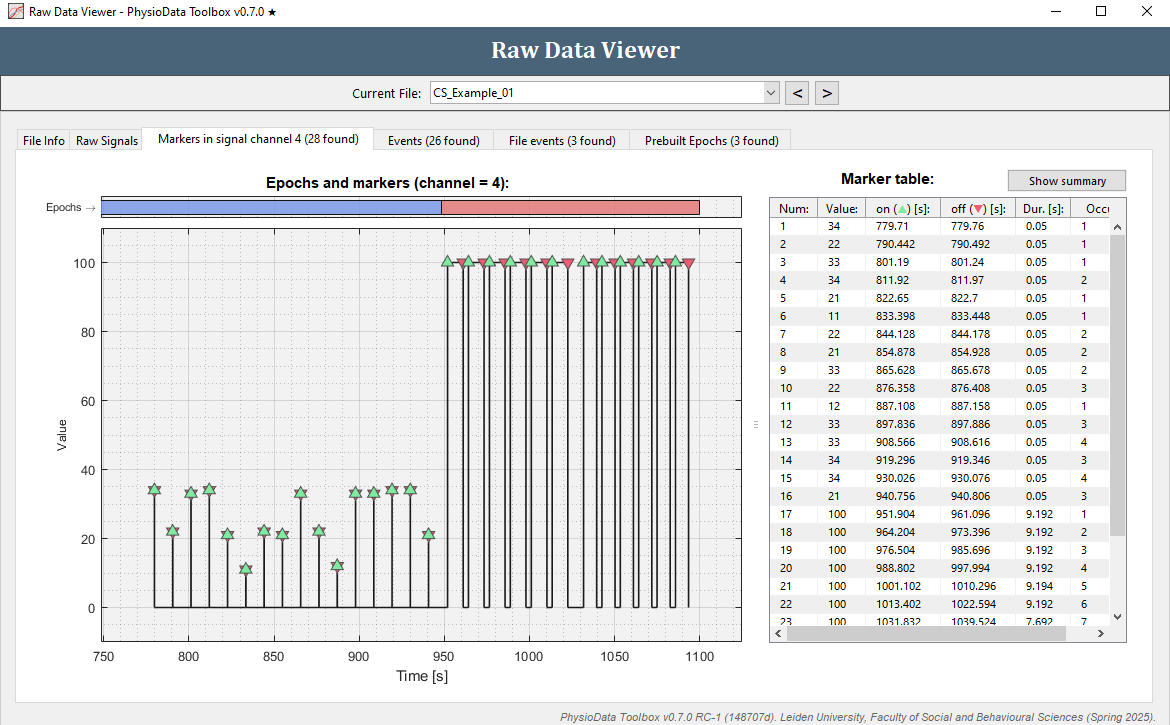 Raw Data Viewer - PhysioData Toolbox v0.7.0 ★
Raw Data Viewer
Current File: CS_Example_01 < >
File Info Raw Signals Markers in signal channel 4 (28 found) Events (26 found) File events (3 found) Prebuilt Epochs (3 found)
Epochs and markers (channel = 4):
Epochs →
100
80
60
40
20
0
Value
750 800 850 900 950 1000 1050 1100
Time [s]
Marker table:
Show summary
Num: Value: on (▲) [s]: off (▼) [s]: Dur. [s]: Occu
1 34 779.71 779.76 0.05 1
2 22 790.442 790.492 0.05 1
3 33 801.19 801.24 0.05 1
4 34 811.92 811.97 0.05 2
5 21 822.65 822.7 0.05 1
6 11 833.398 833.448 0.05 1
7 22 844.128 844.178 0.05 2
8 21 854.878 854.928 0.05 2
9 33 865.628 865.678 0.05 2
10 22 876.358 876.408 0.05 3
11 12 887.108 887.158 0.05 1
12 33 897.836 897.886 0.05 3
13 33 908.566 908.616 0.05 4
14 34 919.296 919.346 0.05 3
15 34 930.026 930.076 0.05 4
16 21 940.756 940.806 0.05 3
17 100 951.904 961.096 9.192 1
18 100 964.204 973.396 9.192 2
19 100 976.504 985.696 9.192 3
20 100 988.802 997.994 9.192 4
21 100 1001.102 1010.296 9.194 5
22 100 1013.402 1022.594 9.192 6
23 100 1031.832 1039.524 7.692 7
PhysioData Toolbox v0.7.0 RC-1 (148707d). Leiden University, Faculty of Social and Behavioural Sciences (Spring 2025).